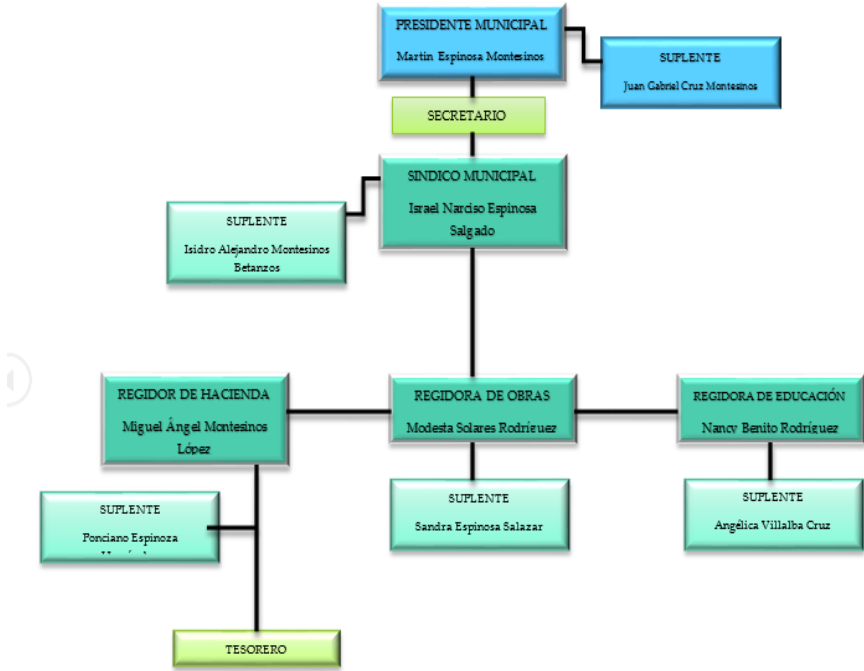 PRESIDENTE MUNICIPAL
Martin Espinosa Montesinos
SUPLENTE
Juan Gabriel Cruz Montesinos
SECRETARIO
SINDICO MUNICIPAL
Israel Narciso Espinosa
Salgado
SUPLENTE
Isidro Alejandro Montesinos
Betanzos
REGIDOR DE HACIENDA
Miguel Ángel Montesinos
López
REGIDORA DE OBRAS
Modesta Solares Rodríguez
REGIDORA DE EDUCACIÓN
Nancy Benito Rodríguez
SUPLENTE
Ponciano Espinoza
SUPLENTE
Sandra Espinosa Salazar
SUPLENTE
Angélica Villalba Cruz
TESORERO